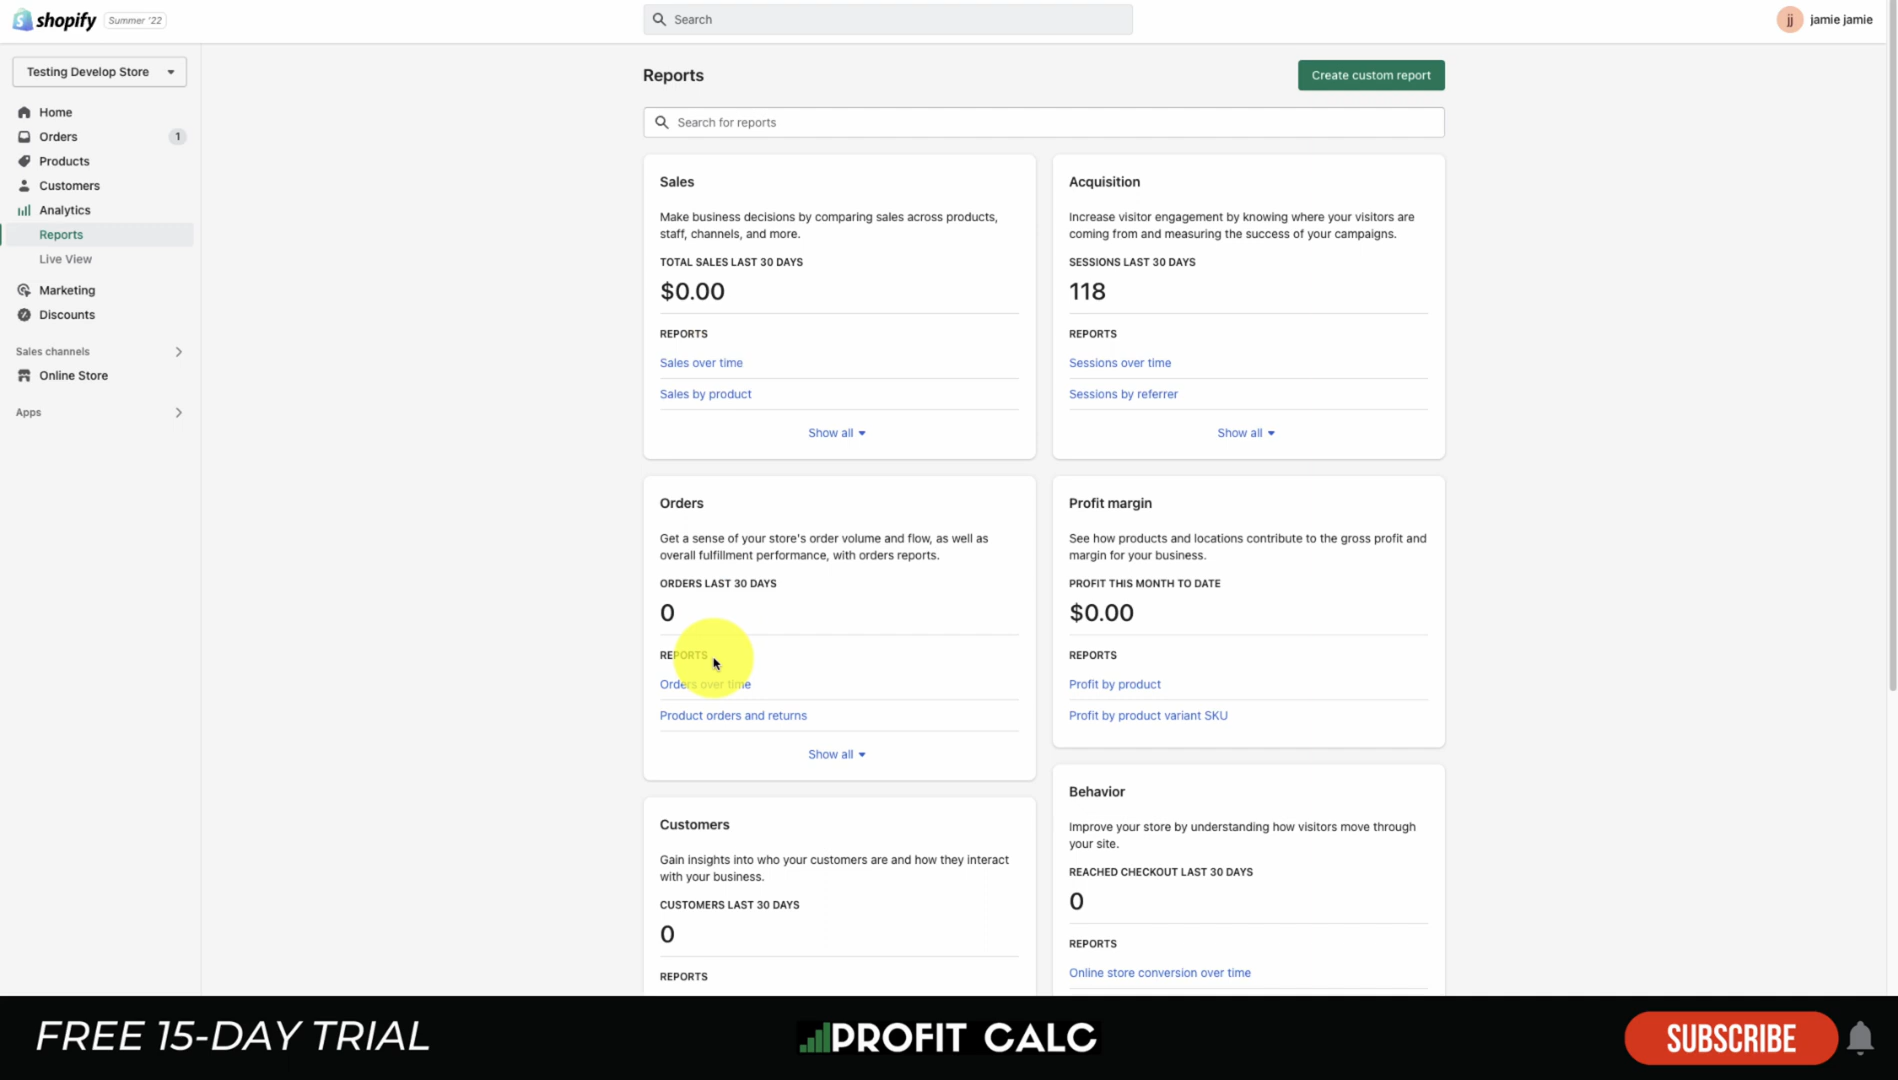 shopify
Summer '22
Search
jj
jamie jamie
Testing Develop Store
Home
Orders
1
Products
Customers
Analytics
Reports
Live View
Marketing
Discounts
Sales channels
Online Store
Apps
Reports
Create custom report
Search for reports
Sales
Make business decisions by comparing sales across products,
staff, channels, and more.
TOTAL SALES LAST 30 DAYS
$0.00
REPORTS
Sales over time
Sales by product
Show all
Acquisition
Increase visitor engagement by knowing where your visitors are
coming from and measuring the success of your campaigns.
SESSIONS LAST 30 DAYS
118
REPORTS
Sessions over time
Sessions by referrer
Show all
Orders
Get a sense of your store's order volume and flow, as well as
overall fulfillment performance, with orders reports.
ORDERS LAST 30 DAYS
0
REPORTS
Orders over time
Product orders and returns
Show all
Profit margin
See how products and locations contribute to the gross profit and
margin for your business.
PROFIT THIS MONTH TO DATE
$0.00
REPORTS
Profit by product
Profit by product variant SKU
Customers
Gain insights into who your customers are and how they interact
with your business.
CUSTOMERS LAST 30 DAYS
0
REPORTS
Behavior
Improve your store by understanding how visitors move through
your site.
REACHED CHECKOUT LAST 30 DAYS
0
REPORTS
Online store conversion over time
FREE 15-DAY TRIAL
PROFIT CALC
SUBSCRIBE